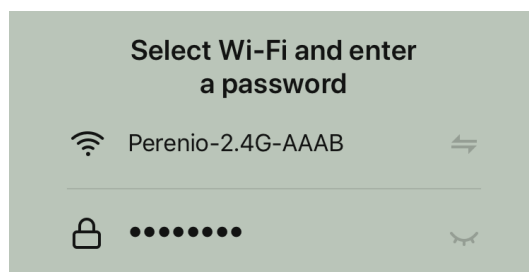 Select Wi-Fi and enter
a password
Perenio-2.4G-AAAB
••••••••